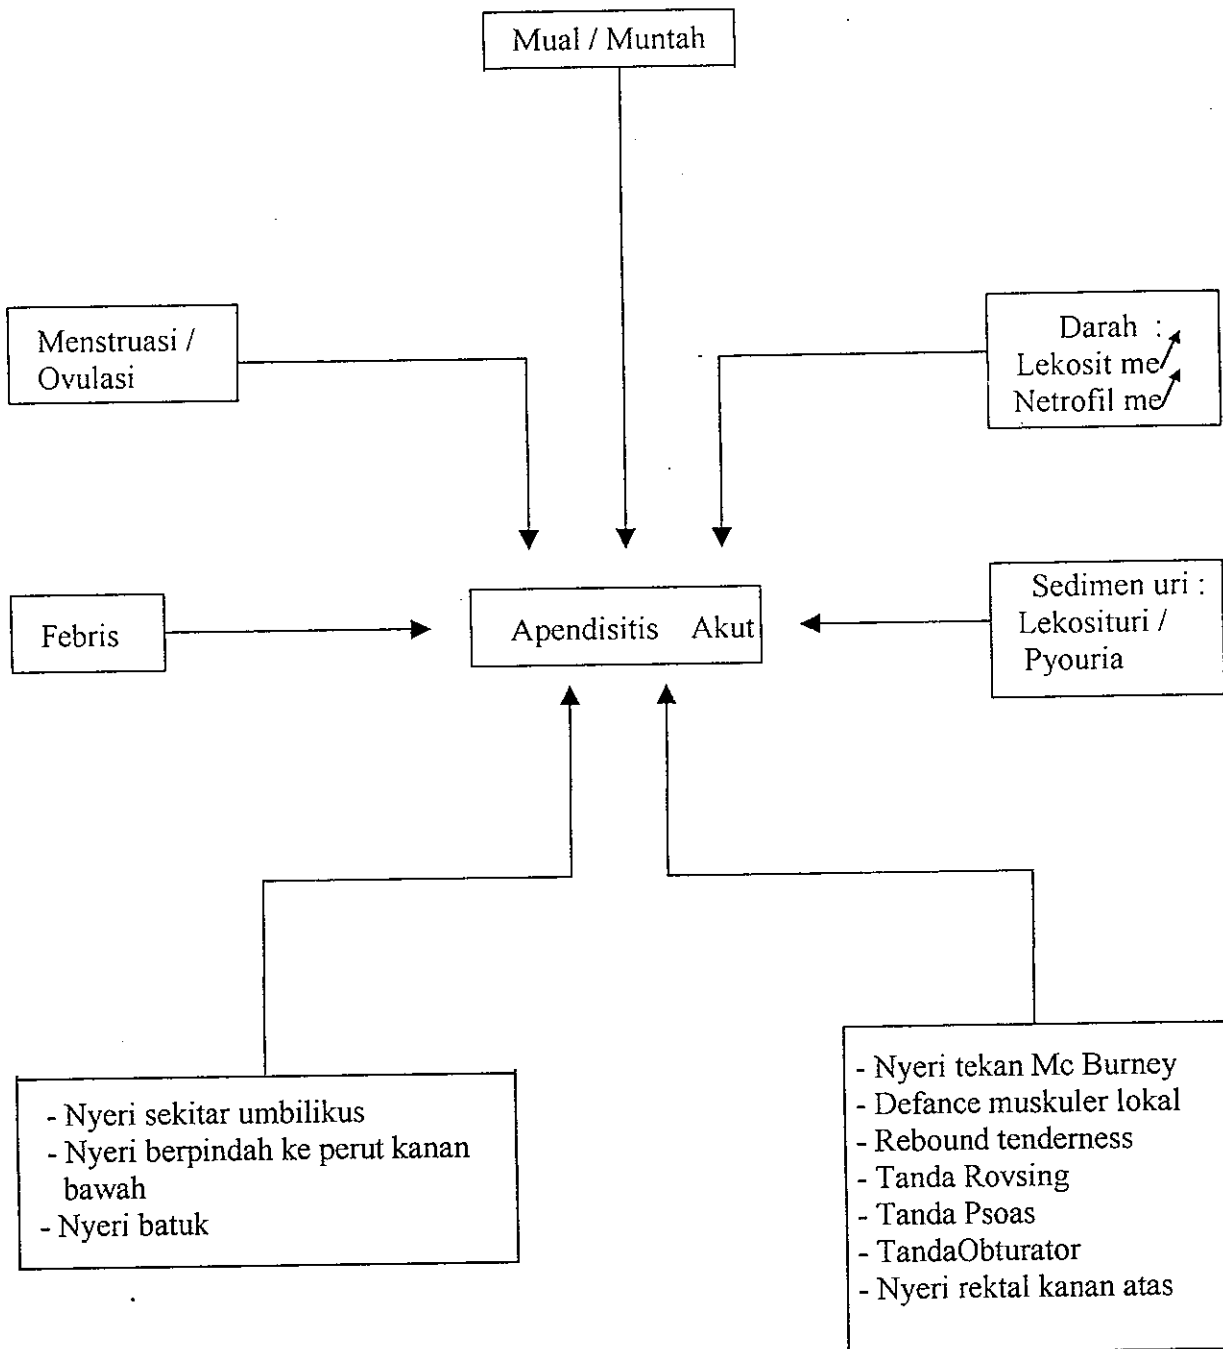 Mual / Muntah
Menstruasi /
Ovulasi
Darah :
Lekosit me↗
Netrofil me↗
Febris
Apendisitis Akut
Sedimen uri :
Lekosituri /
Pyouria
- Nyeri sekitar umbilikus
- Nyeri berpindah ke perut kanan
bawah
- Nyeri batuk
- Nyeri tekan Mc Burney
- Defance muskuler lokal
- Rebound tenderness
- Tanda Rovsing
- Tanda Psoas
- TandaObturator
- Nyeri rektal kanan atas